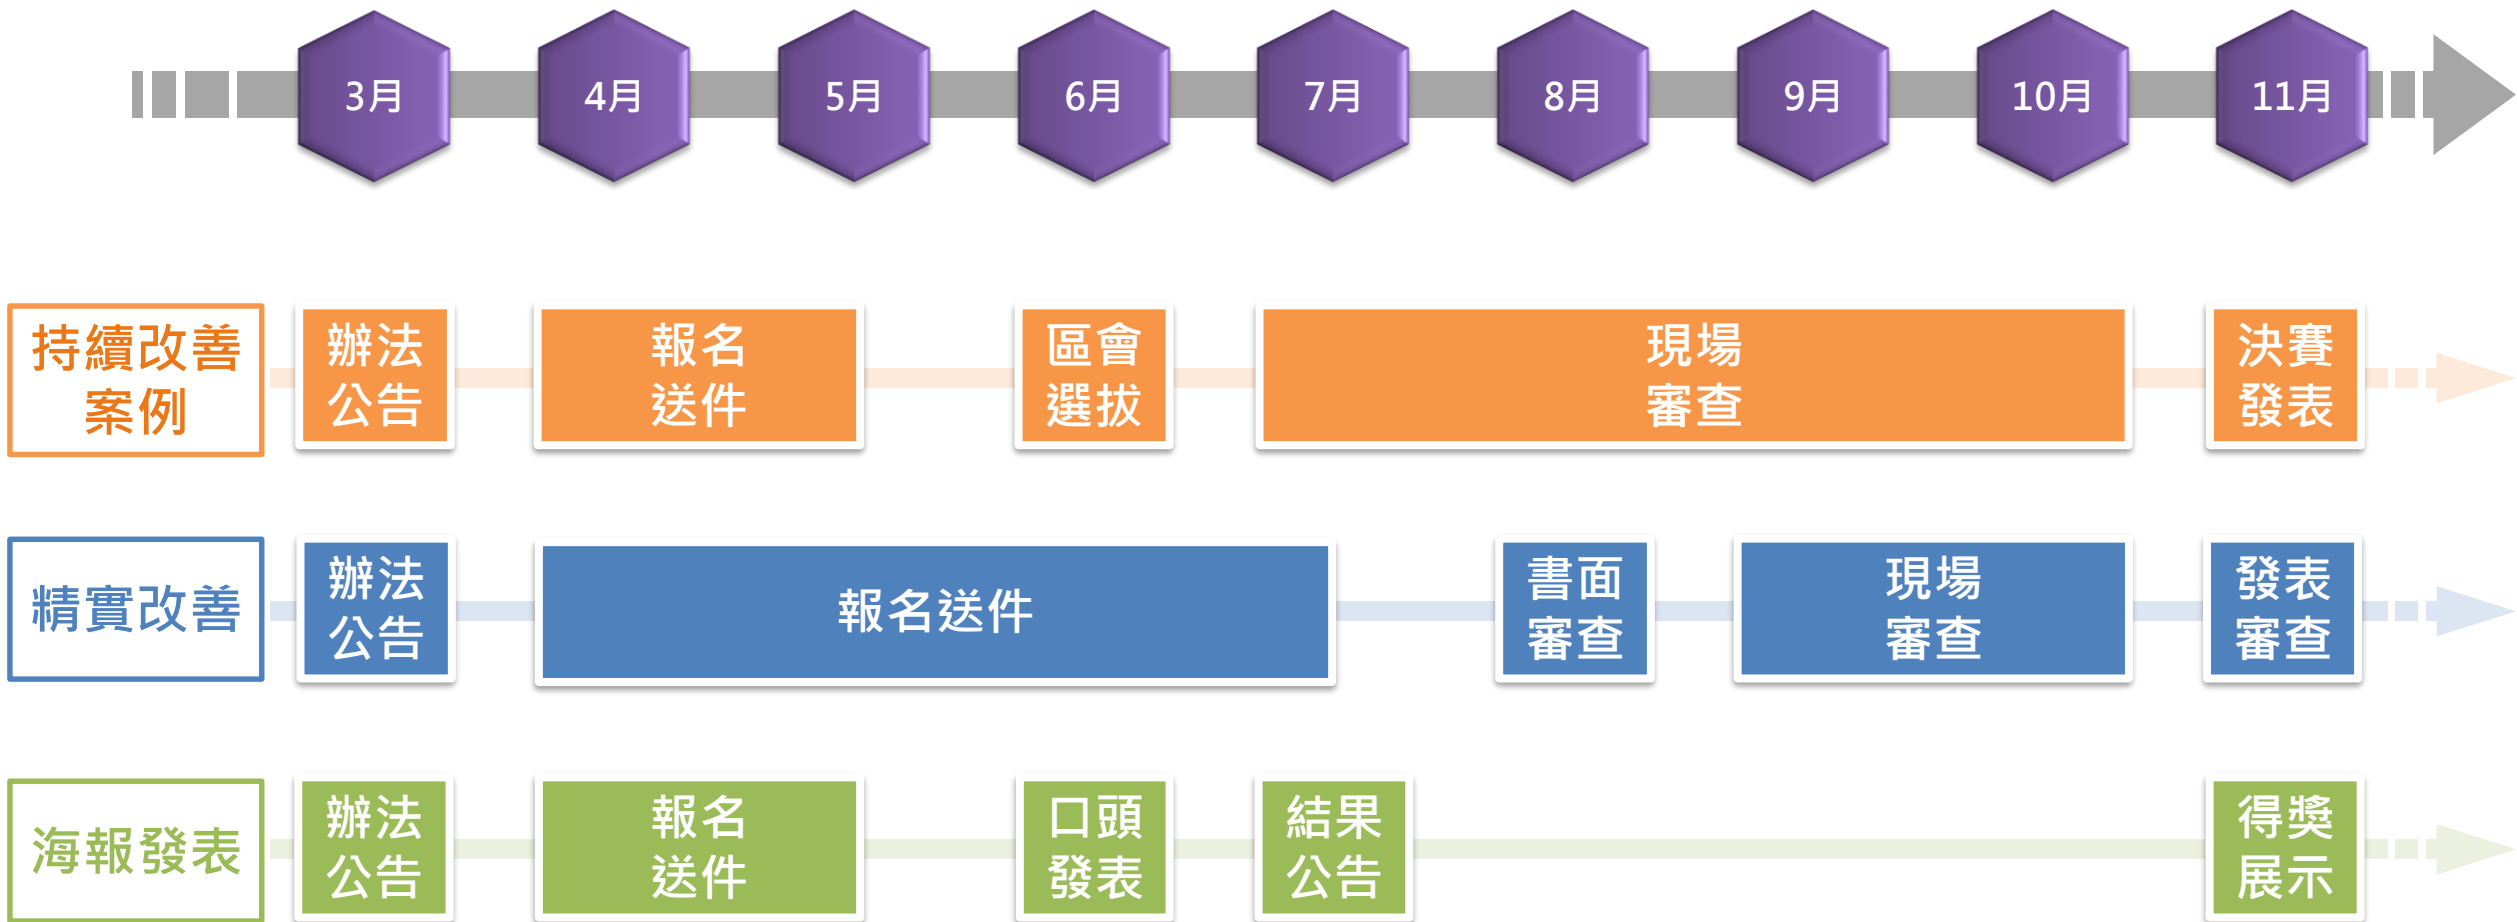 3月
4月
5月
6月
7月
8月
9月
10月
11月
持續改善
案例
辦法
公告
報名
送件
區會
選拔
現場
審查
決賽
發表
精實改善
辦法
公告
報名送件
書面
審查
現場
審查
發表
審查
海報發表
辦法
公告
報名
送件
口頭
發表
結果
公告
得獎
展示